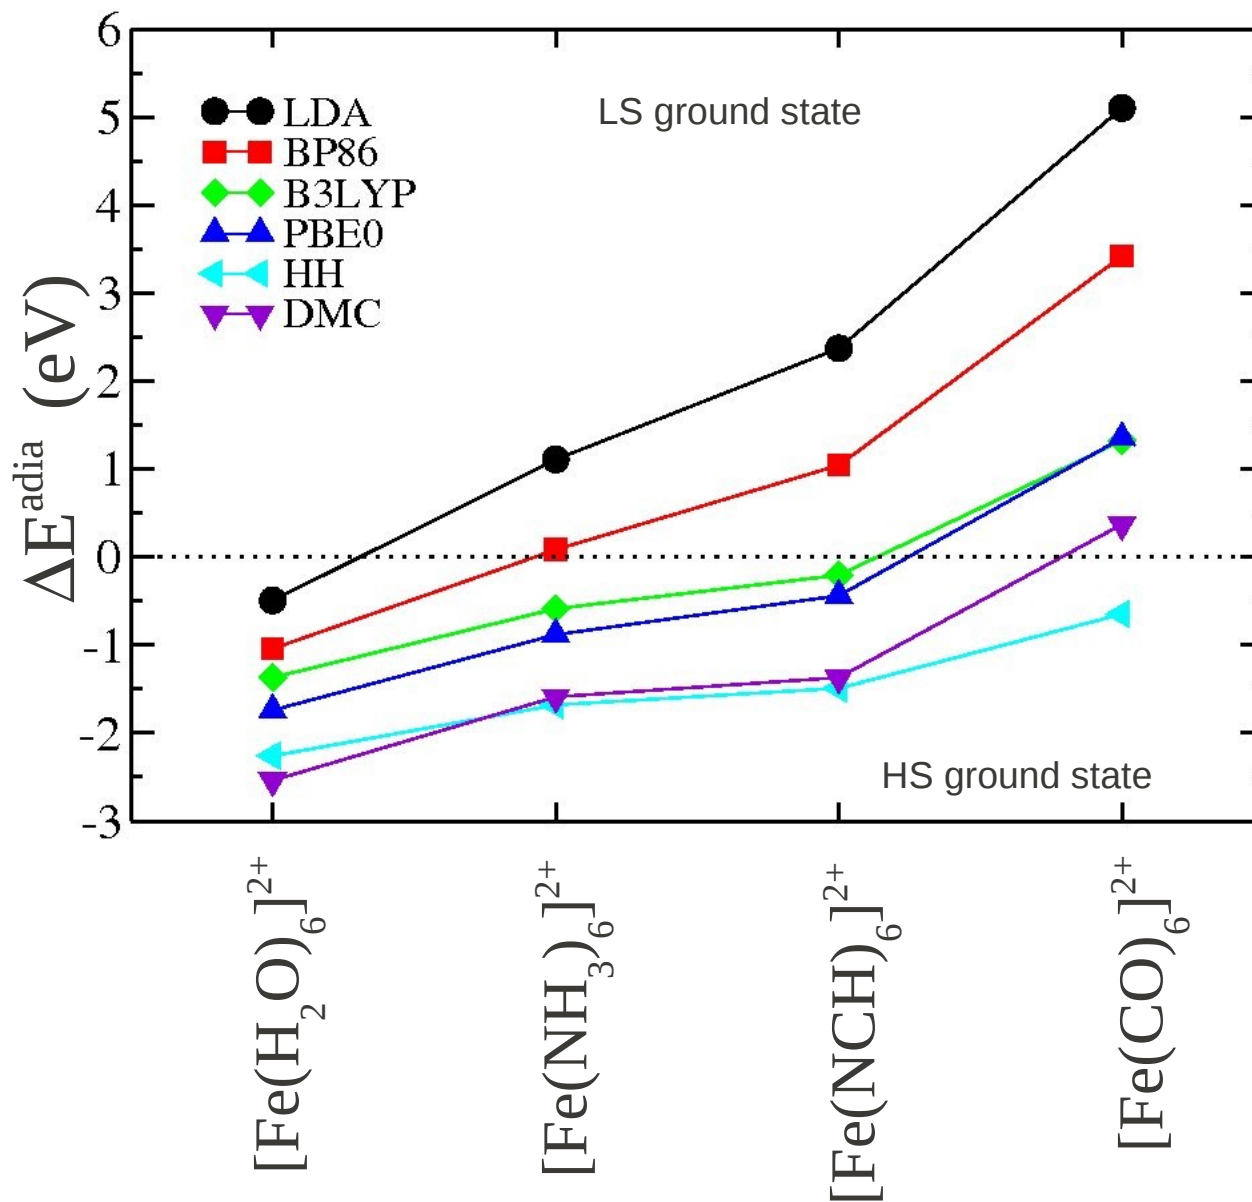 6
5
4
3
2
1
0
-1
-2
-3
ΔE^adia (eV)
LDA
BP86
B3LYP
PBE0
HH
DMC
LS ground state
HS ground state
[Fe(H₂O)₆]²⁺
[Fe(NH₃)₆]²⁺
[Fe(NCH)₆]²⁺
[Fe(CO)₆]²⁺